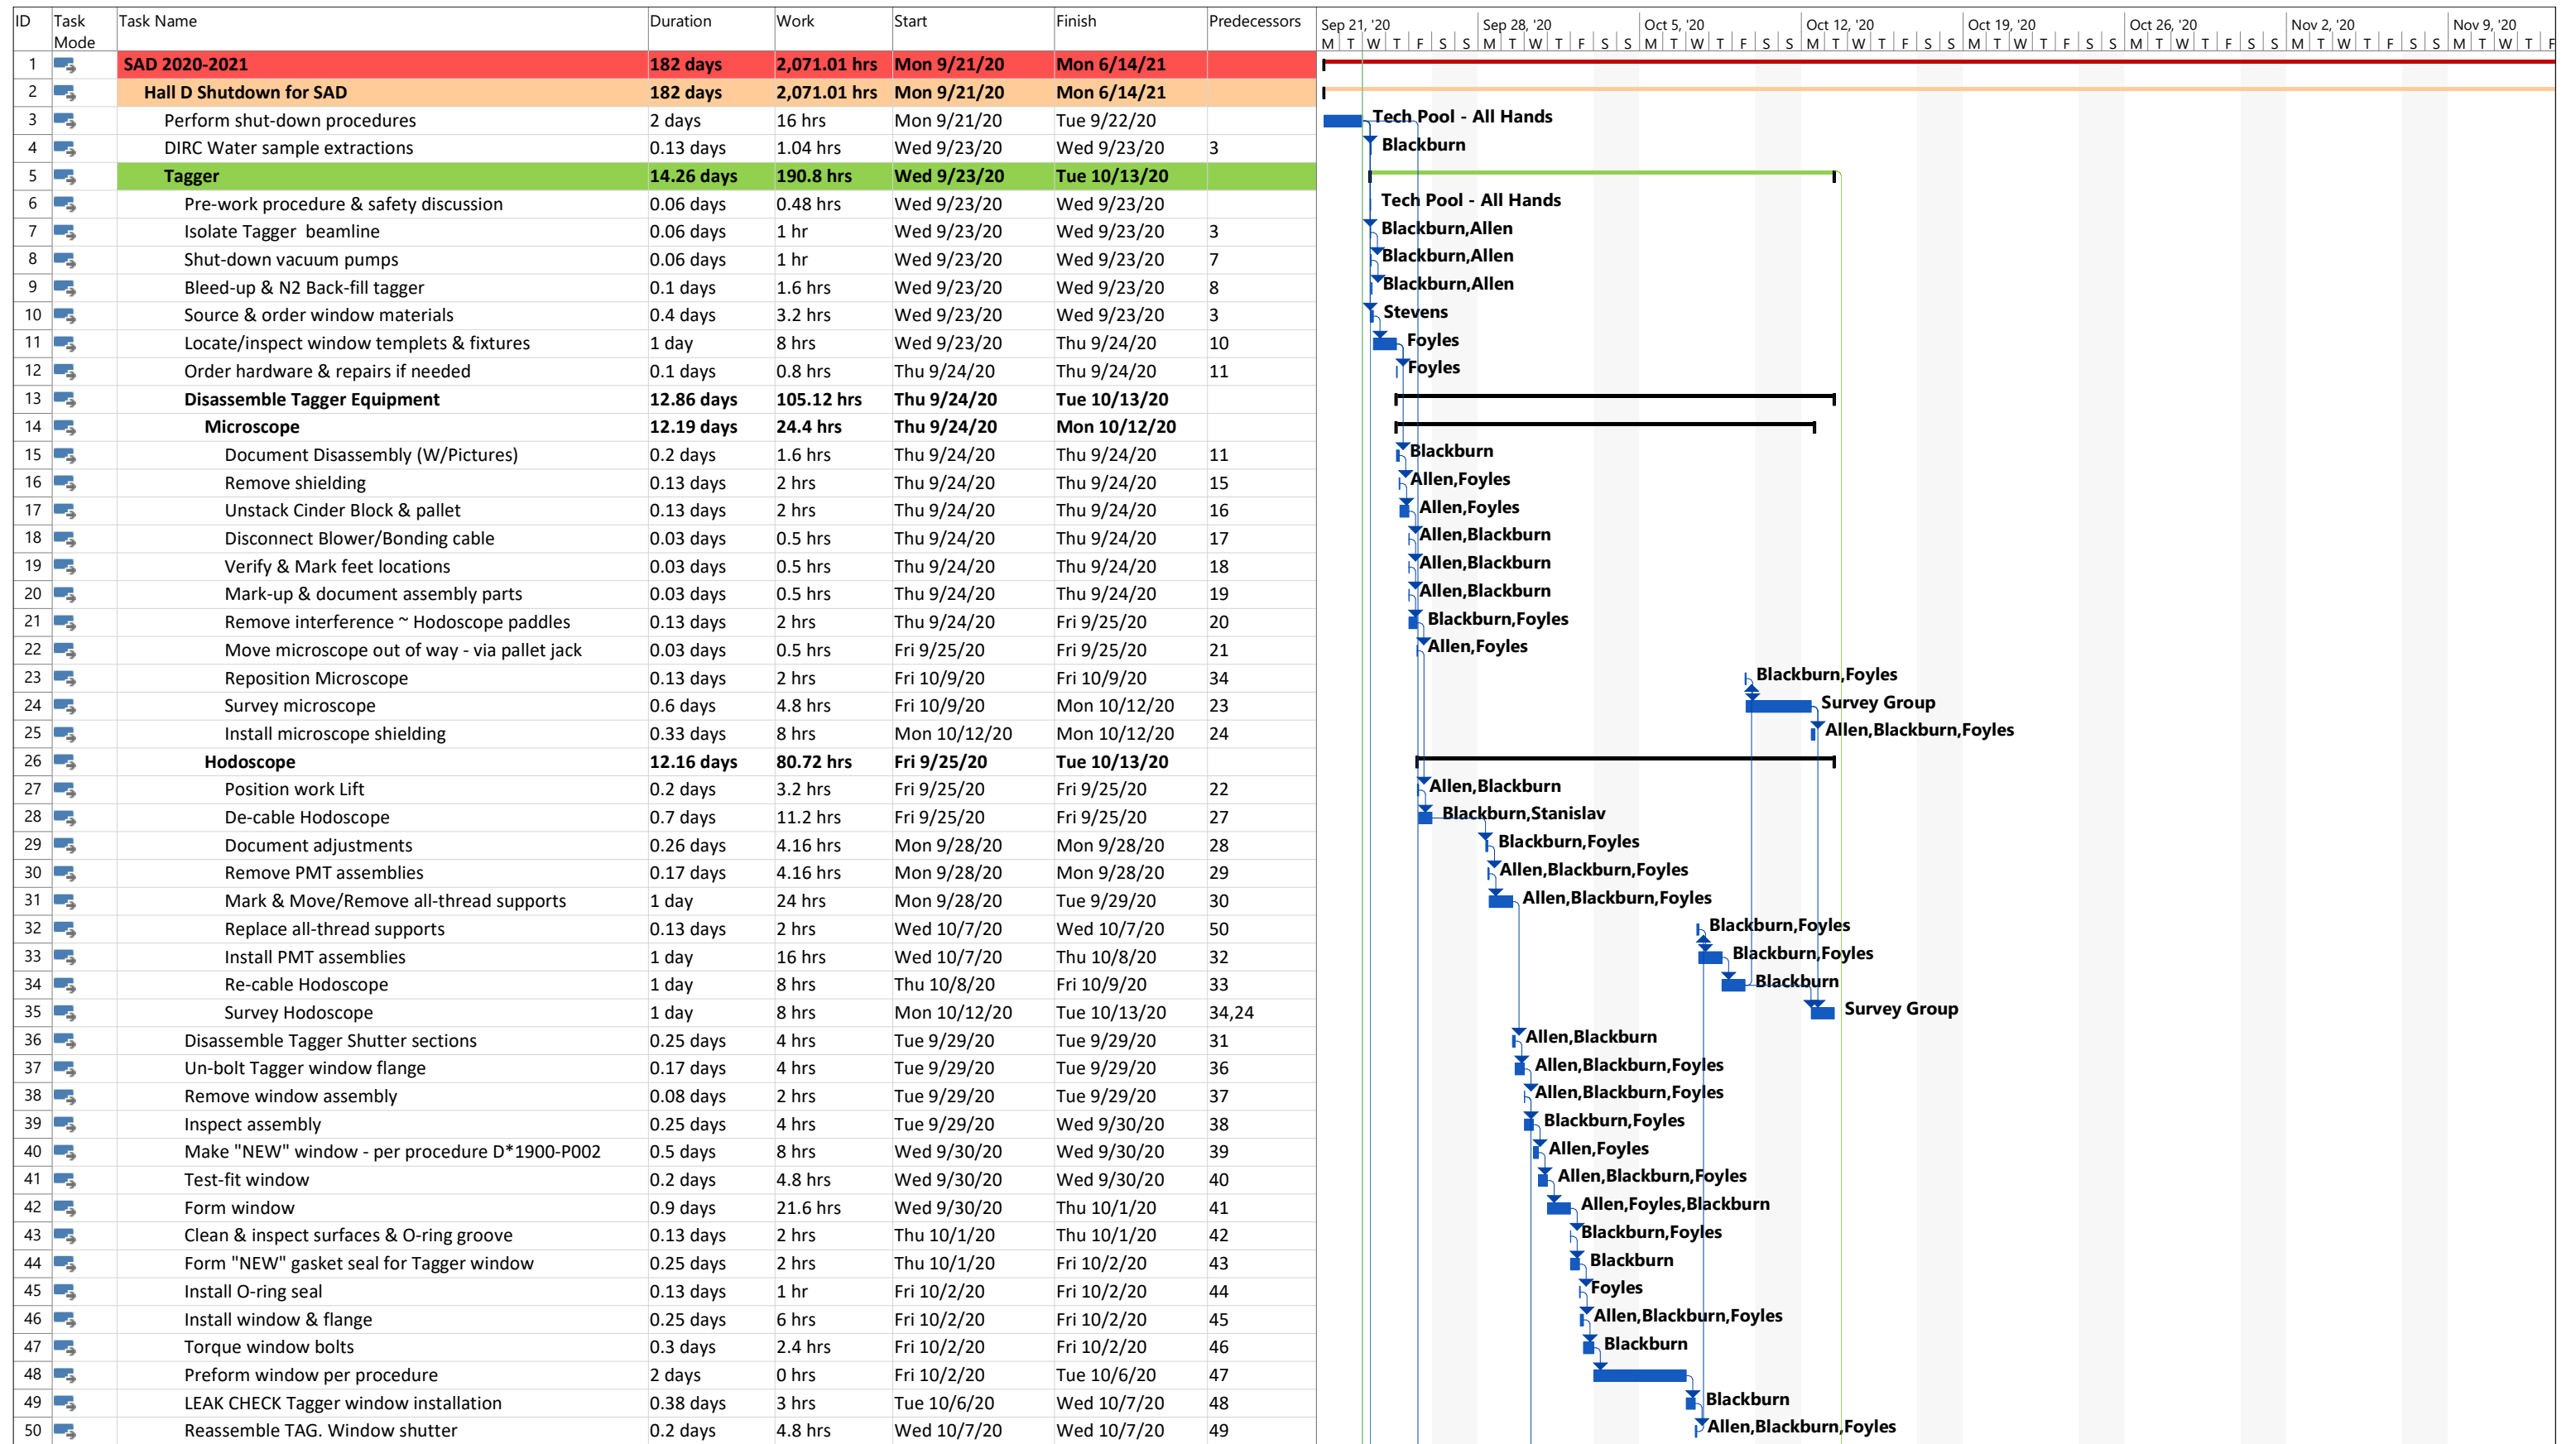 ID Task Mode Task Name Duration Work Start Finish Predecessors
Sep 21, '20 Sep 28, '20 Oct 5, '20 Oct 12, '20 Oct 19, '20 Oct 26, '20 Nov 2, '20 Nov 9, '20
M T W T F S S M T W T F S S M T W T F S S M T W T F S S M T W T F S S M T W T F S S M T W T F S S M T W T F
1 SAD 2020-2021 182 days 2,071.01 hrs Mon 9/21/20 Mon 6/14/21
2 Hall D Shutdown for SAD 182 days 2,071.01 hrs Mon 9/21/20 Mon 6/14/21
3 Perform shut-down procedures 2 days 16 hrs Mon 9/21/20 Tue 9/22/20 Tech Pool - All Hands
4 DIRC Water sample extractions 0.13 days 1.04 hrs Wed 9/23/20 Wed 9/23/20 3 Blackburn
5 Tagger 14.26 days 190.8 hrs Wed 9/23/20 Tue 10/13/20
6 Pre-work procedure & safety discussion 0.06 days 0.48 hrs Wed 9/23/20 Wed 9/23/20 Tech Pool - All Hands
7 Isolate Tagger beamline 0.06 days 1 hr Wed 9/23/20 Wed 9/23/20 3 Blackburn,Allen
8 Shut-down vacuum pumps 0.06 days 1 hr Wed 9/23/20 Wed 9/23/20 7 Blackburn,Allen
9 Bleed-up & N2 Back-fill tagger 0.1 days 1.6 hrs Wed 9/23/20 Wed 9/23/20 8 Blackburn,Allen
10 Source & order window materials 0.4 days 3.2 hrs Wed 9/23/20 Wed 9/23/20 3 Stevens
11 Locate/inspect window templets & fixtures 1 day 8 hrs Wed 9/23/20 Thu 9/24/20 10 Foyles
12 Order hardware & repairs if needed 0.1 days 0.8 hrs Thu 9/24/20 Thu 9/24/20 11 Foyles
13 Disassemble Tagger Equipment 12.86 days 105.12 hrs Thu 9/24/20 Tue 10/13/20
14 Microscope 12.19 days 24.4 hrs Thu 9/24/20 Mon 10/12/20
15 Document Disassembly (W/Pictures) 0.2 days 1.6 hrs Thu 9/24/20 Thu 9/24/20 11 Blackburn
16 Remove shielding 0.13 days 2 hrs Thu 9/24/20 Thu 9/24/20 15 Allen,Foyles
17 Unstack Cinder Block & pallet 0.13 days 2 hrs Thu 9/24/20 Thu 9/24/20 16 Allen,Foyles
18 Disconnect Blower/Bonding cable 0.03 days 0.5 hrs Thu 9/24/20 Thu 9/24/20 17 Allen,Blackburn
19 Verify & Mark feet locations 0.03 days 0.5 hrs Thu 9/24/20 Thu 9/24/20 18 Allen,Blackburn
20 Mark-up & document assembly parts 0.03 days 0.5 hrs Thu 9/24/20 Thu 9/24/20 19 Allen,Blackburn
21 Remove interference ~ Hodoscope paddles 0.13 days 2 hrs Thu 9/24/20 Fri 9/25/20 20 Blackburn,Foyles
22 Move microscope out of way - via pallet jack 0.03 days 0.5 hrs Fri 9/25/20 Fri 9/25/20 21 Allen,Foyles
23 Reposition Microscope 0.13 days 2 hrs Fri 10/9/20 Fri 10/9/20 34 Blackburn,Foyles
24 Survey microscope 0.6 days 4.8 hrs Fri 10/9/20 Mon 10/12/20 23 Survey Group
25 Install microscope shielding 0.33 days 8 hrs Mon 10/12/20 Mon 10/12/20 24 Allen,Blackburn,Foyles
26 Hodoscope 12.16 days 80.72 hrs Fri 9/25/20 Tue 10/13/20
27 Position work Lift 0.2 days 3.2 hrs Fri 9/25/20 Fri 9/25/20 22 Allen,Blackburn
28 De-cable Hodoscope 0.7 days 11.2 hrs Fri 9/25/20 Fri 9/25/20 27 Blackburn,Stanislav
29 Document adjustments 0.26 days 4.16 hrs Mon 9/28/20 Mon 9/28/20 28 Blackburn,Foyles
30 Remove PMT assemblies 0.17 days 4.16 hrs Mon 9/28/20 Mon 9/28/20 29 Allen,Blackburn,Foyles
31 Mark & Move/Remove all-thread supports 1 day 24 hrs Mon 9/28/20 Tue 9/29/20 30 Allen,Blackburn,Foyles
32 Replace all-thread supports 0.13 days 2 hrs Wed 10/7/20 Wed 10/7/20 50 Blackburn,Foyles
33 Install PMT assemblies 1 day 16 hrs Wed 10/7/20 Thu 10/8/20 32 Blackburn,Foyles
34 Re-cable Hodoscope 1 day 8 hrs Thu 10/8/20 Fri 10/9/20 33 Blackburn
35 Survey Hodoscope 1 day 8 hrs Mon 10/12/20 Tue 10/13/20 34,24 Survey Group
36 Disassemble Tagger Shutter sections 0.25 days 4 hrs Tue 9/29/20 Tue 9/29/20 31 Allen,Blackburn
37 Un-bolt Tagger window flange 0.17 days 4 hrs Tue 9/29/20 Tue 9/29/20 36 Allen,Blackburn,Foyles
38 Remove window assembly 0.08 days 2 hrs Tue 9/29/20 Tue 9/29/20 37 Allen,Blackburn,Foyles
39 Inspect assembly 0.25 days 4 hrs Tue 9/29/20 Wed 9/30/20 38 Blackburn,Foyles
40 Make "NEW" window - per procedure D*1900-P002 0.5 days 8 hrs Wed 9/30/20 Wed 9/30/20 39 Allen,Foyles
41 Test-fit window 0.2 days 4.8 hrs Wed 9/30/20 Wed 9/30/20 40 Allen,Blackburn,Foyles
42 Form window 0.9 days 21.6 hrs Wed 9/30/20 Thu 10/1/20 41 Allen,Foyles,Blackburn
43 Clean & inspect surfaces & O-ring groove 0.13 days 2 hrs Thu 10/1/20 Thu 10/1/20 42 Blackburn,Foyles
44 Form "NEW" gasket seal for Tagger window 0.25 days 2 hrs Thu 10/1/20 Fri 10/2/20 43 Blackburn
45 Install O-ring seal 0.13 days 1 hr Fri 10/2/20 Fri 10/2/20 44 Foyles
46 Install window & flange 0.25 days 6 hrs Fri 10/2/20 Fri 10/2/20 45 Allen,Blackburn,Foyles
47 Torque window bolts 0.3 days 2.4 hrs Fri 10/2/20 Fri 10/2/20 46 Blackburn
48 Preform window per procedure 2 days 0 hrs Fri 10/2/20 Tue 10/6/20 47
49 LEAK CHECK Tagger window installation 0.38 days 3 hrs Tue 10/6/20 Wed 10/7/20 48 Blackburn
50 Reassemble TAG. Window shutter 0.2 days 4.8 hrs Wed 10/7/20 Wed 10/7/20 49 Allen,Blackburn,Foyles